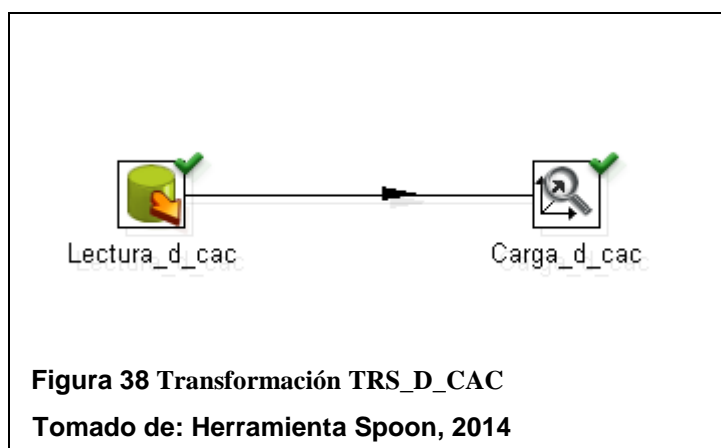 Lectura_d_cac
Carga_d_cac
Figura 38 Transformación TRS_D_CAC
Tomado de: Herramienta Spoon, 2014